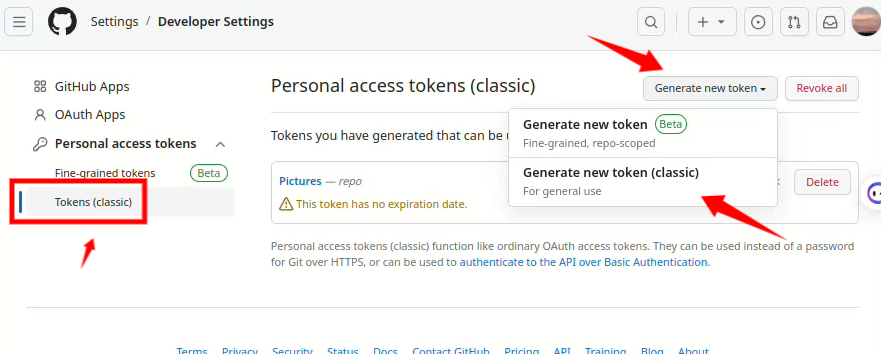 Settings / Developer Settings
GitHub Apps
OAuth Apps
Personal access tokens
Fine-grained tokens Beta
Tokens (classic)
Personal access tokens (classic)
Generate new token
Revoke all
Generate new token Beta
Fine-grained, repo-scoped
Generate new token (classic)
For general use
Tokens you have generated that can be
Pictures — repo
Delete
This token has no expiration date.
Personal access tokens (classic) function like ordinary OAuth access tokens. They can be used instead of a password
for Git over HTTPS, or can be used to authenticate to the API over Basic Authentication.
Terms Privacy Security Status Docs Contact GitHub Pricing API Training Blog About